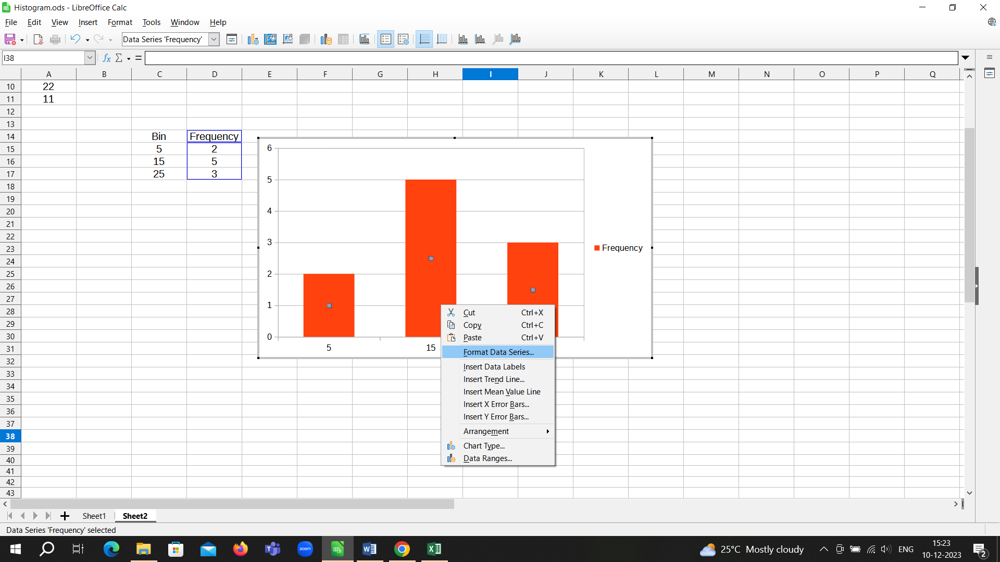 Histogram.ods - LibreOffice Calc
File Edit View Insert Format Tools Window Help
Data Series 'Frequency'
I38 fx Σ =
A B C D E F G H I J K L M N O P Q
10 22
11 11
12
13
14 Bin Frequency
15 5 2
16 15 5
17 25 3
18
19
20
21
22
23
24
25
26
27
28
29
30
31
32
33
34
35
36
37
38
39
40
41
42
43
6
5
4
3
2
1
0
5 15
Frequency
Cut Ctrl+X
Copy Ctrl+C
Paste Ctrl+V
Format Data Series...
Insert Data Labels
Insert Trend Line...
Insert Mean Value Line
Insert X Error Bars...
Insert Y Error Bars...
Arrangement
Chart Type...
Data Ranges...
Sheet1 Sheet2
Data Series 'Frequency' selected
zoom
25°C Mostly cloudy
ENG
15:23
10-12-2023
2